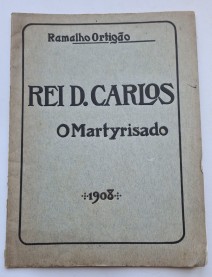 Ramalho Ortigão
REI D. CARLOS
O Martyrisado
1908